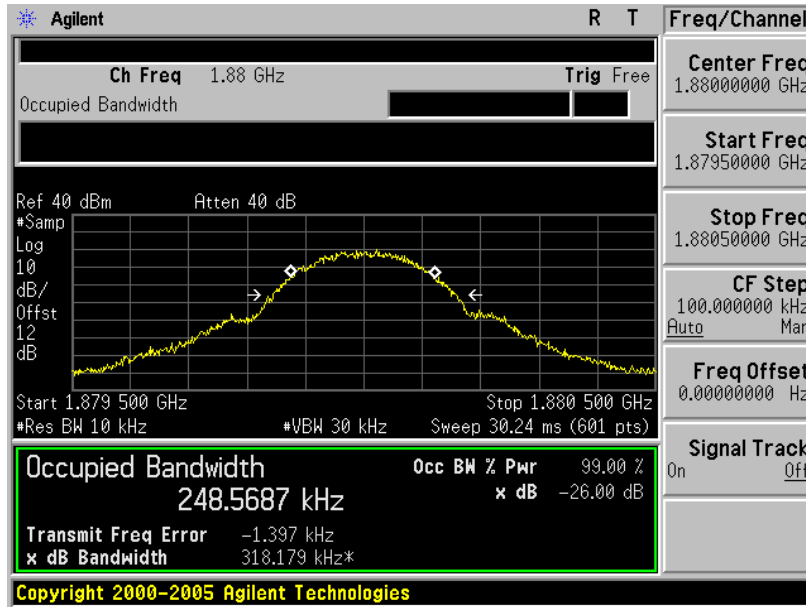 Agilent R T
Freq/Channel
Ch Freq 1.88 GHz Trig Free
Occupied Bandwidth
Center Freq
1.88000000 GHz
Start Freq
1.87950000 GHz
Stop Freq
1.88050000 GHz
CF Step
100.000000 kHz
Auto Man
Freq Offset
0.00000000 Hz
Signal Track
On Off
Ref 40 dBm Atten 40 dB
#Samp
Log
10
dB/
Offst
12
dB
Start 1.879 500 GHz Stop 1.880 500 GHz
#Res BW 10 kHz #VBW 30 kHz Sweep 30.24 ms (601 pts)
Occupied Bandwidth
248.5687 kHz
Occ BW % Pwr 99.00 %
x dB -26.00 dB
Transmit Freq Error -1.397 kHz
x dB Bandwidth 318.179 kHz*
Copyright 2000-2005 Agilent Technologies